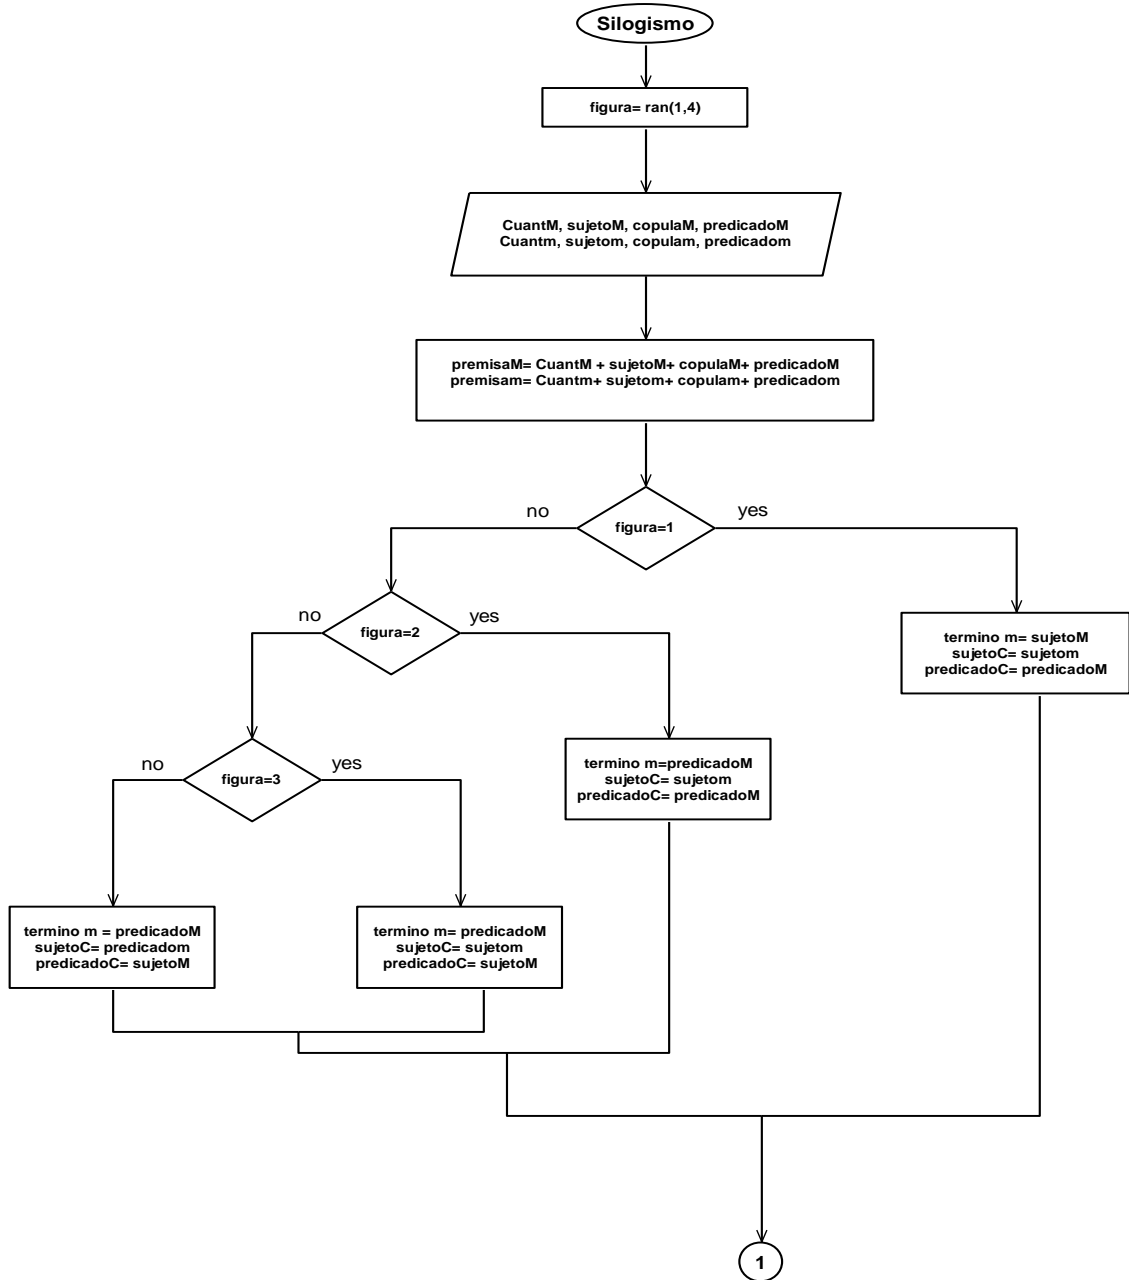 Silogismo
figura= ran(1,4)
CuantM, sujetoM, copulaM, predicadoM
Cuantm, sujetom, copulam, predicadom
premisaM= CuantM + sujetoM+ copulaM+ predicadoM
premisam= Cuantm+ sujetom+ copulam+ predicadom
no
figura=1
yes
no
figura=2
yes
termino m= sujetoM
sujetoC= sujetom
predicadoC= predicadoM
no
figura=3
yes
termino m=predicadoM
sujetoC= sujetom
predicadoC= predicadoM
termino m = predicadoM
sujetoC= predicadom
predicadoC= sujetoM
termino m= predicadoM
sujetoC= sujetom
predicadoC= sujetoM
1